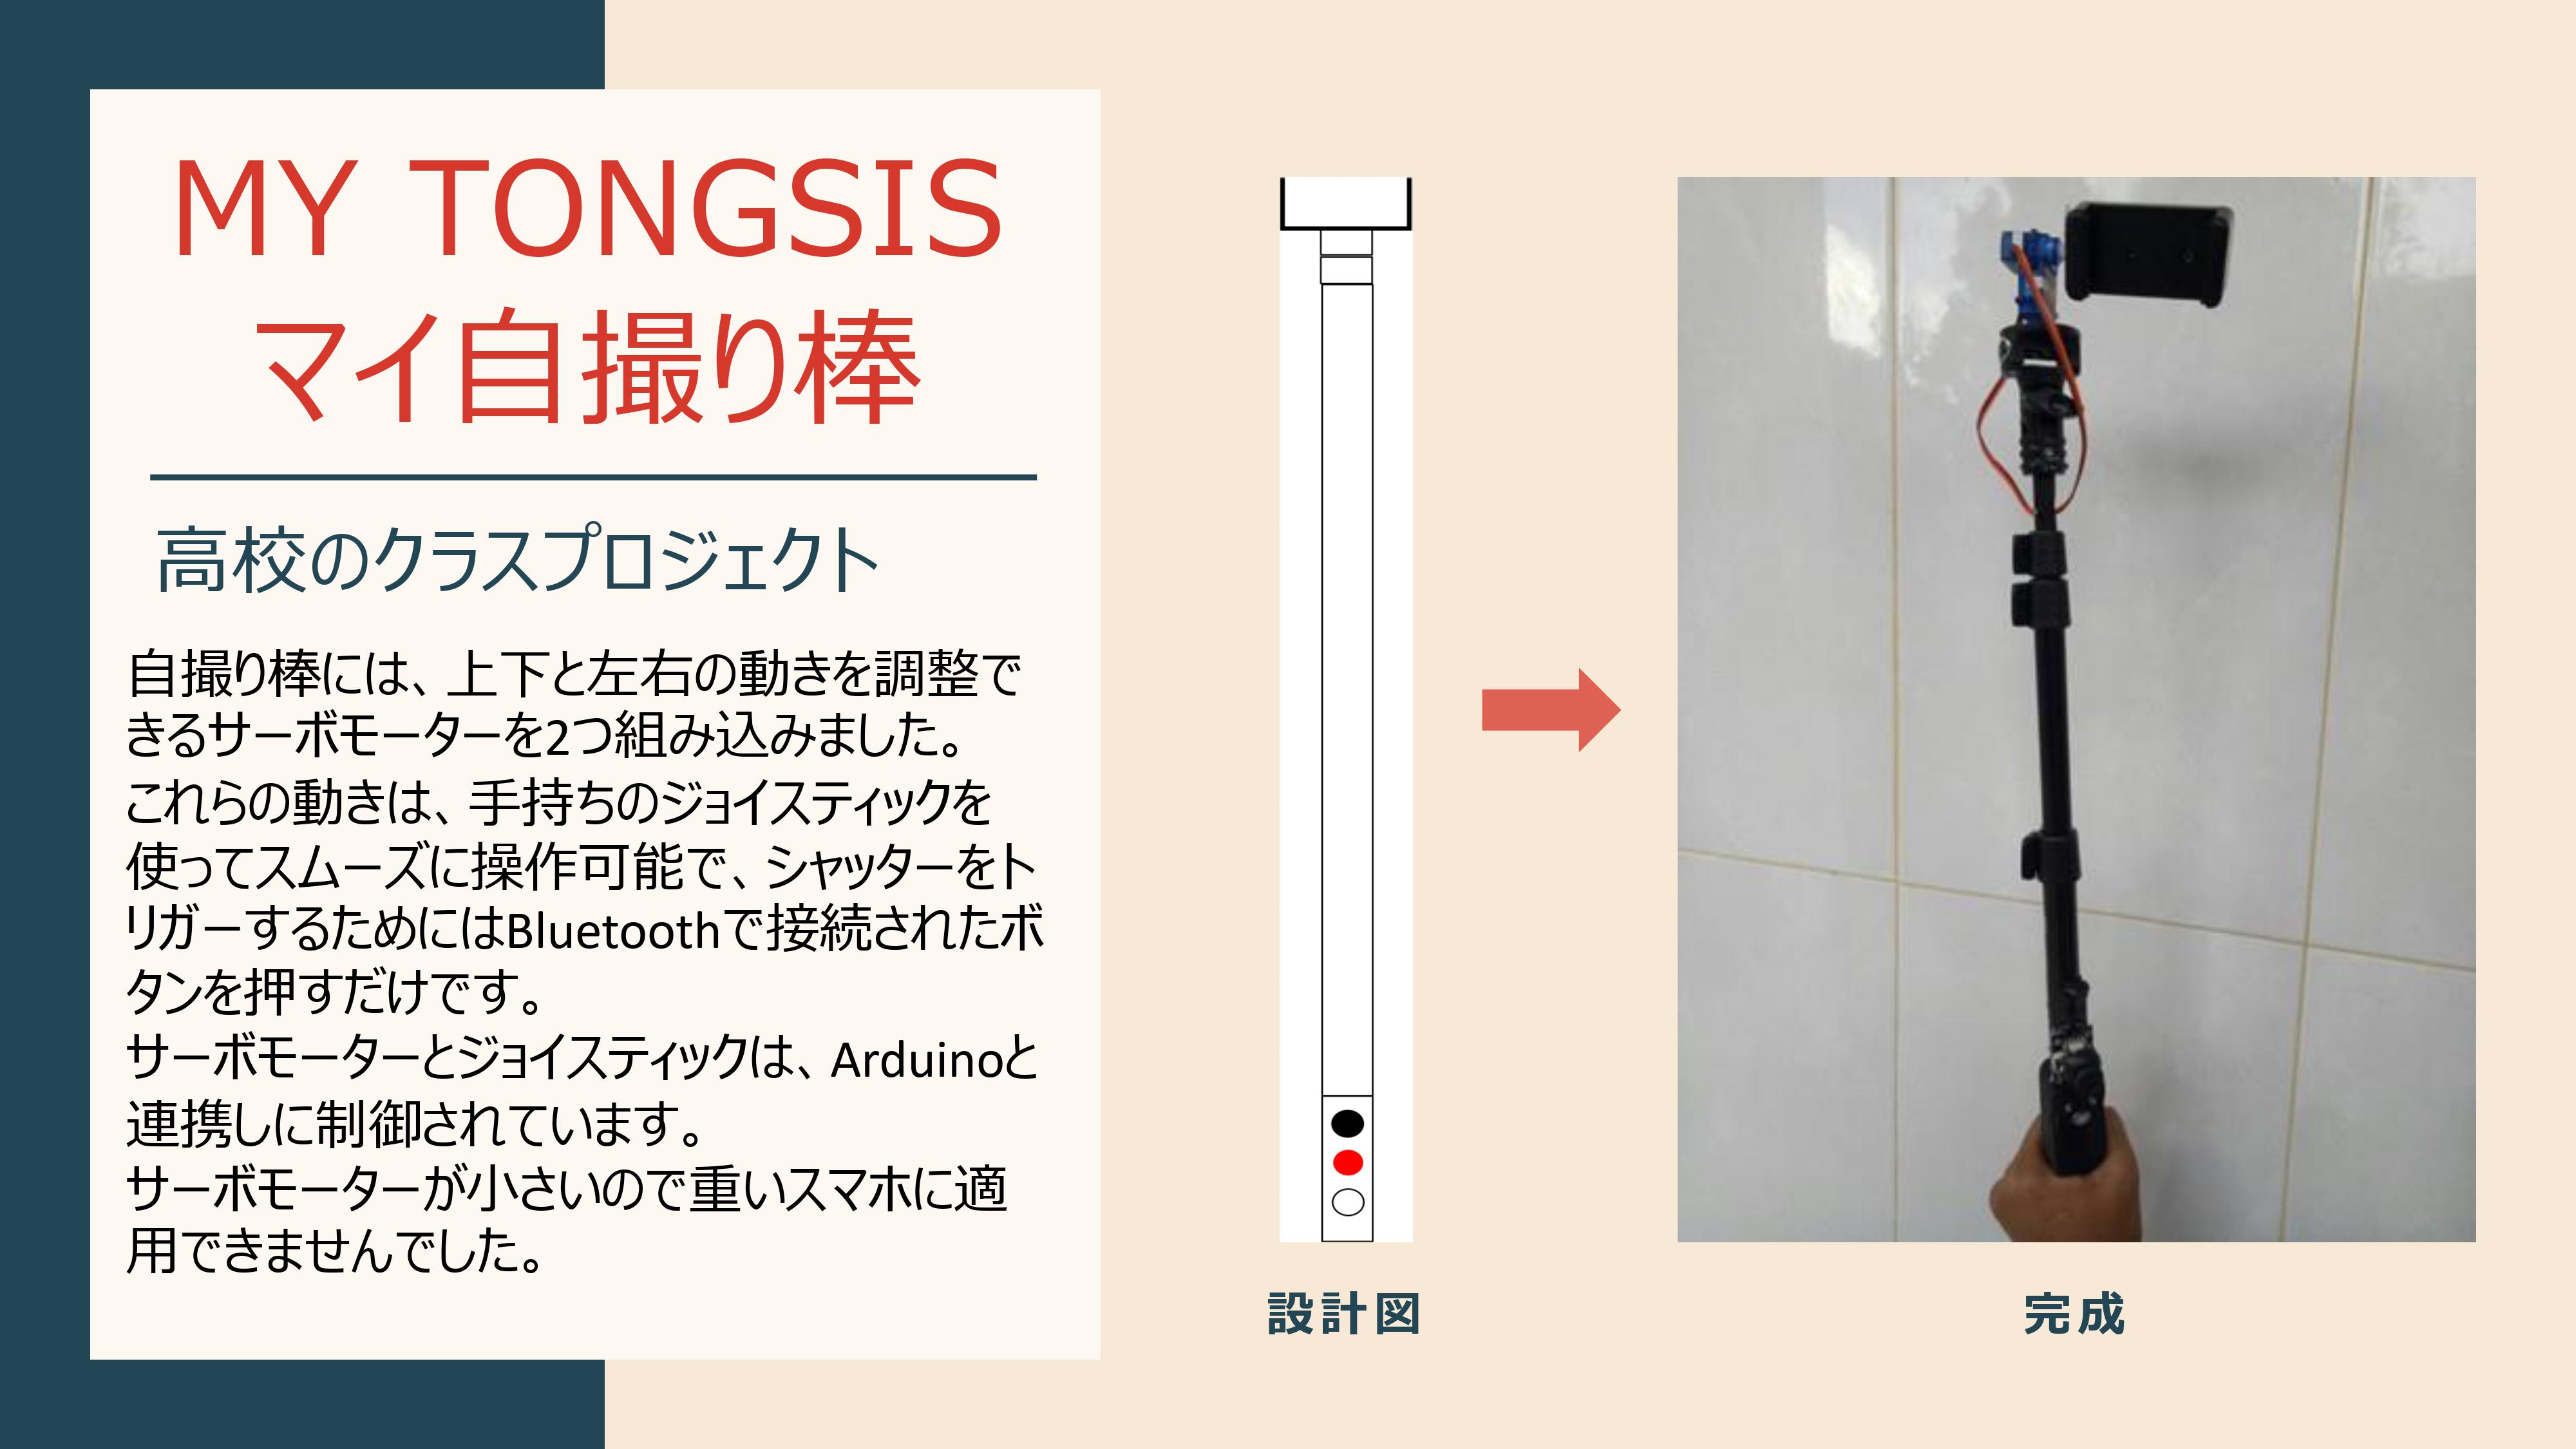 MY TONGSIS
マイ自撮り棒
高校のクラスプロジェクト
自撮り棒には、上下と左右の動きを調整で
きるサーボモーターを2つ組み込みました。
これらの動きは、手持ちのジョイスティックを
使ってスムーズに操作可能で、シャッターをト
リガーするためにはBluetoothで接続されたボ
タンを押すだけです。
サーボモーターとジョイスティックは、Arduinoと
連携しに制御されています。
サーボモーターが小さいので重いスマホに適
用できませんでした。
設計図
完成